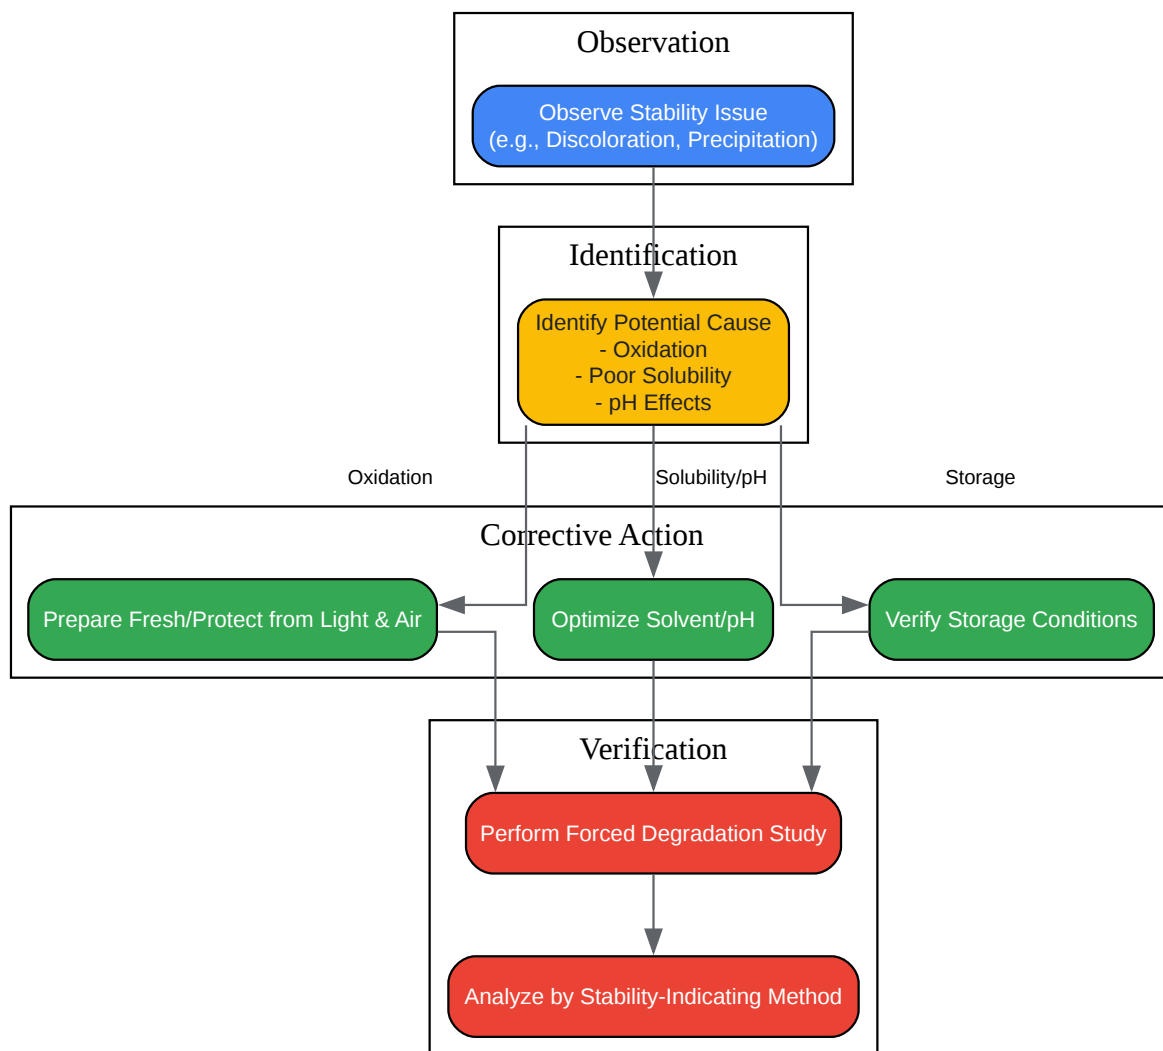 Observation
Observe Stability Issue
(e.g., Discoloration, Precipitation)
Identification
Identify Potential Cause
- Oxidation
- Poor Solubility
- pH Effects
Oxidation
Solubility/pH
Storage
Corrective Action
Prepare Fresh/Protect from Light & Air
Optimize Solvent/pH
Verify Storage Conditions
Verification
Perform Forced Degradation Study
Analyze by Stability-Indicating Method